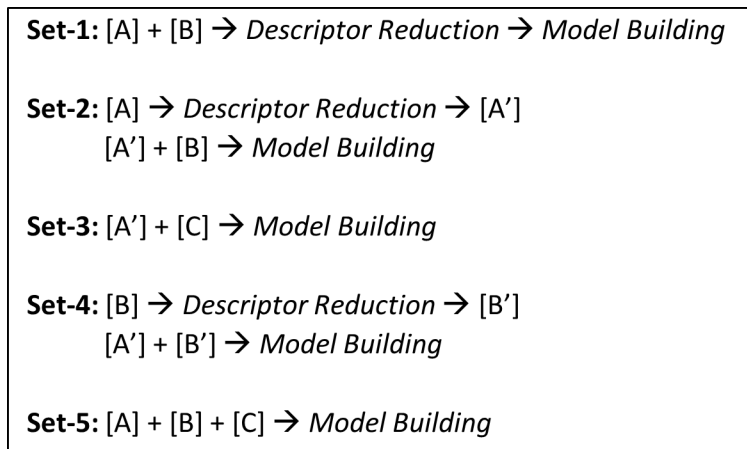 Set-1: [A] + [B] → Descriptor Reduction → Model Building
Set-2: [A] → Descriptor Reduction → [A’]
[A’] + [B] → Model Building
Set-3: [A’] + [C] → Model Building
Set-4: [B] → Descriptor Reduction → [B’]
[A’] + [B’] → Model Building
Set-5: [A] + [B] + [C] → Model Building